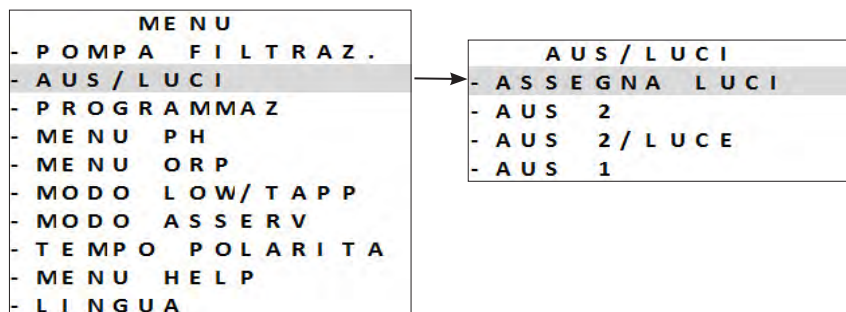 MENU
- POMPA FILTRAZ.
- AUS/LUCI
- PROGRAMMAZ
- MENU PH
- MENU ORP
- MODO LOW/TAPP
- MODO ASSERV
- TEMPO POLARITA
- MENU HELP
- LINGUA
AUS/LUCI
- ASSEGNA LUCI
- AUS 2
- AUS 2/LUCE
- AUS 1